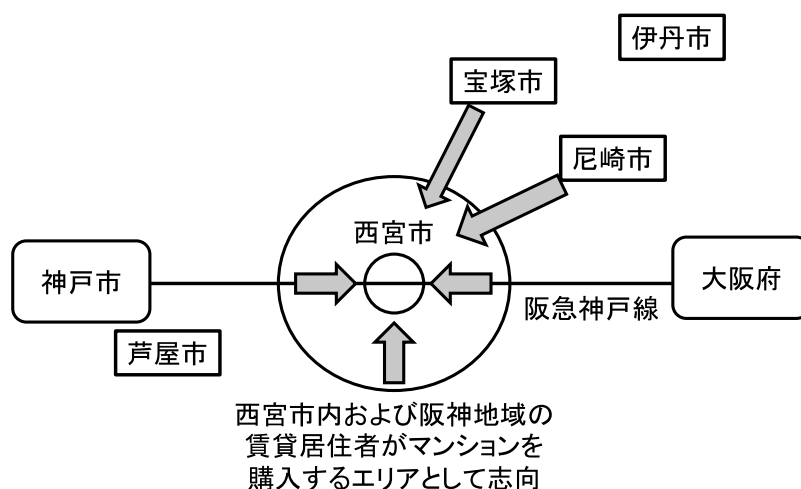 伊丹市
宝塚市
尼崎市
西宮市
神戸市
大阪府
阪急神戸線
芦屋市
西宮市内および阪神地域の
賃貸居住者がマンションを
購入するエリアとして志向